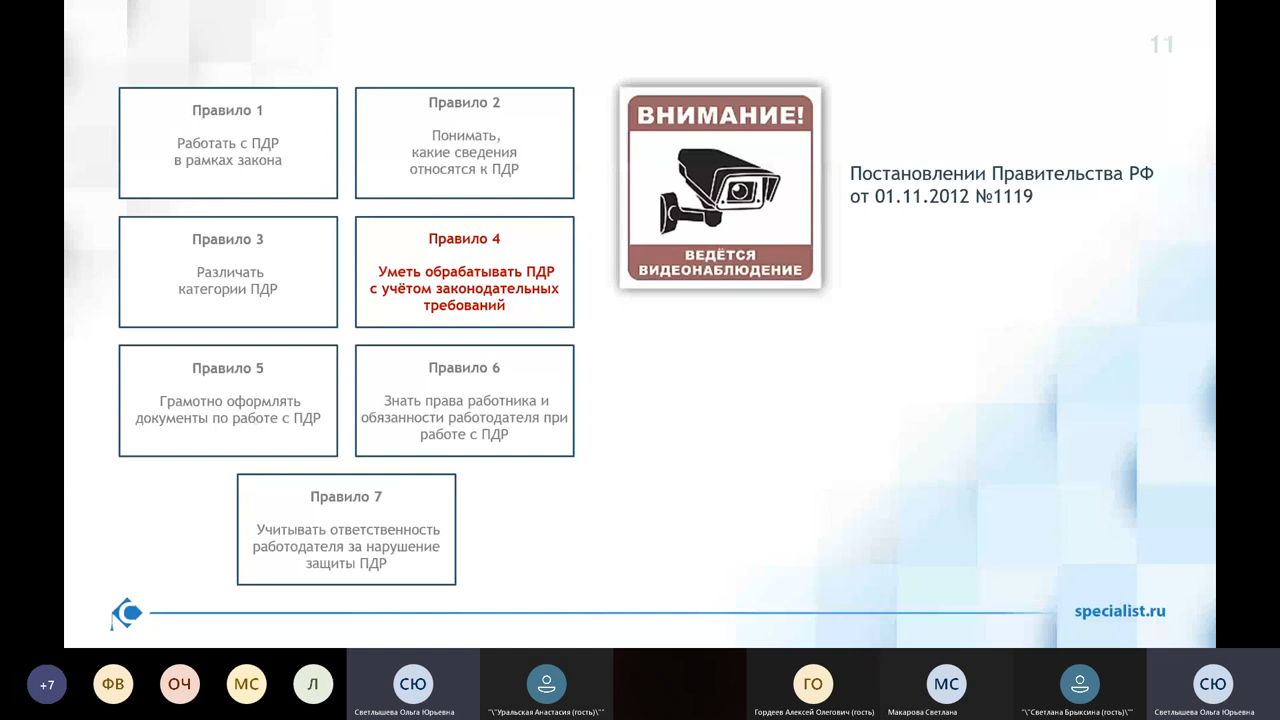 11
Правило 1
Работать с ПДР
в рамках закона
Правило 2
Понимать,
какие сведения
относятся к ПДР
Правило 3
Различать
категории ПДР
Правило 4
Уметь обрабатывать ПДР
с учётом законодательных
требований
Правило 5
Грамотно оформлять
документы по работе с ПДР
Правило 6
Знать права работника и
обязанности работодателя при
работе с ПДР
Правило 7
Учитывать ответственность
работодателя за нарушение
защиты ПДР
ВНИМАНИЕ!
ВЕДЁТСЯ
ВИДЕОНАБЛЮДЕНИЕ
Постановлении Правительства РФ
от 01.11.2012 №1119
specialist.ru
+7
ФВ
ОЧ
МС
Л
СЮ
Светлышева Ольга Юрьевна
"\"Уральская Анастасия (гость)\""
ГО
Гордеев Алексей Олегович (гость)
МС
Макарова Светлана
"\"Светлана Брыксина (гость)\""
СЮ
Светлышева Ольга Юрьевна